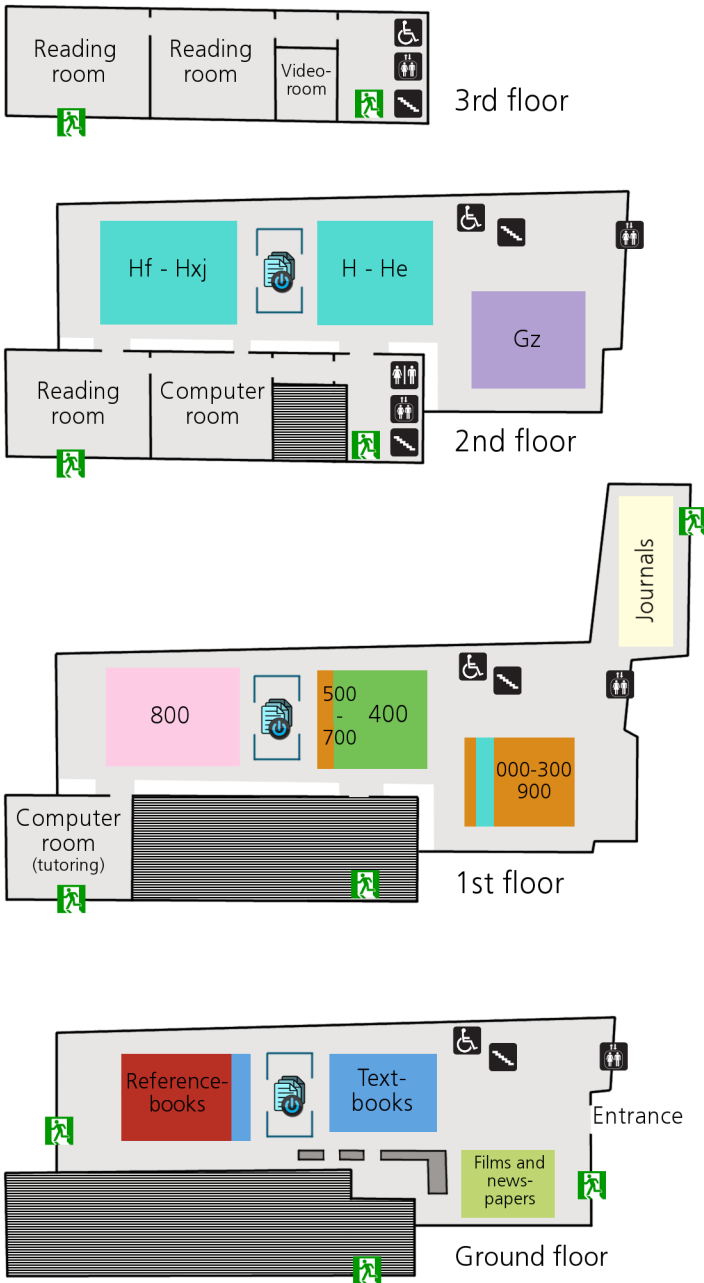 Reading
room
Reading
room
Video-
room
3rd floor
Hf - Hxj
H - He
Gz
Reading
room
Computer
room
2nd floor
Journals
800
500
-
700
400
000-300
900
Computer
room
(tutoring)
1st floor
Reference-
books
Text-
books
Entrance
Films and
news-
papers
Ground floor